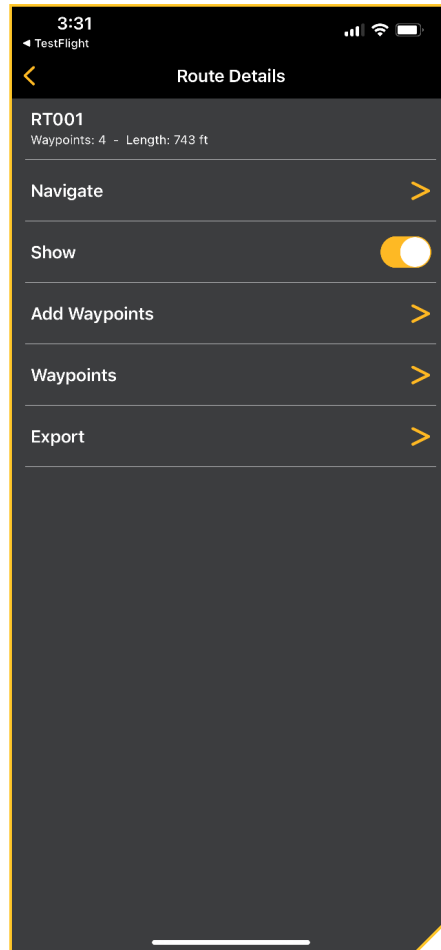 3:31
◀ TestFlight
Route Details
RT001
Waypoints: 4 - Length: 743 ft
Navigate
Show
Add Waypoints
Waypoints
Export